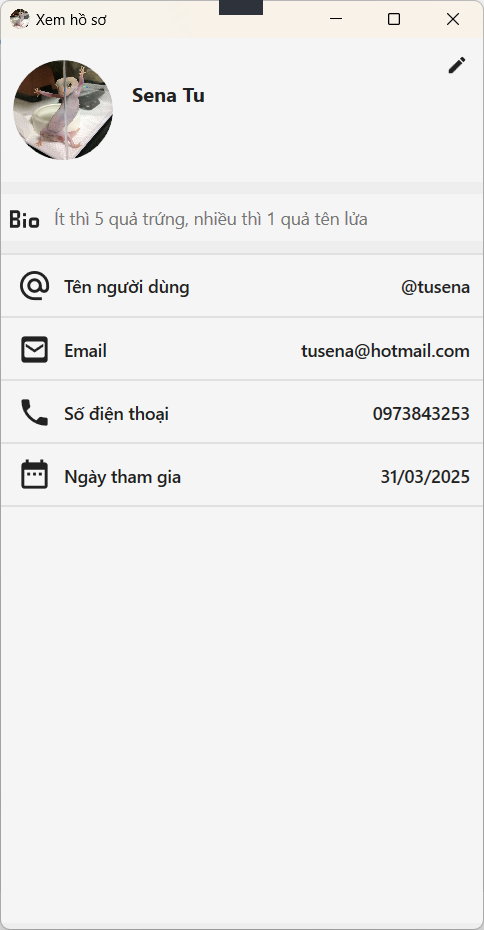 Xem hồ sơ
Sena Tu
Bio Ít thì 5 quả trứng, nhiều thì 1 quả tên lửa
Tên người dùng @tusena
Email tusena@hotmail.com
Số điện thoại 0973843253
Ngày tham gia 31/03/2025